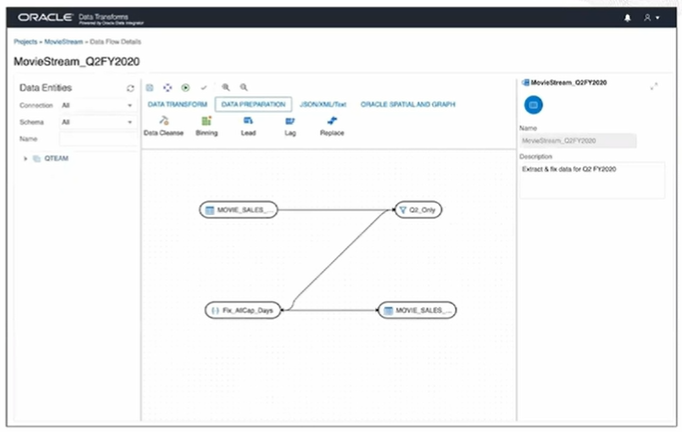 ORACLE Data Transforms
Powered by Oracle Data Integrator
Projects > MovieStream > Data Flow Details
MovieStream_Q2FY2020
Data Entities
Connection All
Schema All
Name
QTEAM
DATA TRANSFORM DATA PREPARATION JSON/XML/Text ORACLE SPATIAL AND GRAPH
Data Cleanse Binning Lead Lag Replace
MOVIE_SALES_... Q2_Only
Fix_AllCap_Days MOVIE_SALES_...
MovieStream_Q2FY2020
Name
MovieStream_Q2FY2020
Description
Extract & fix data for Q2 FY2020